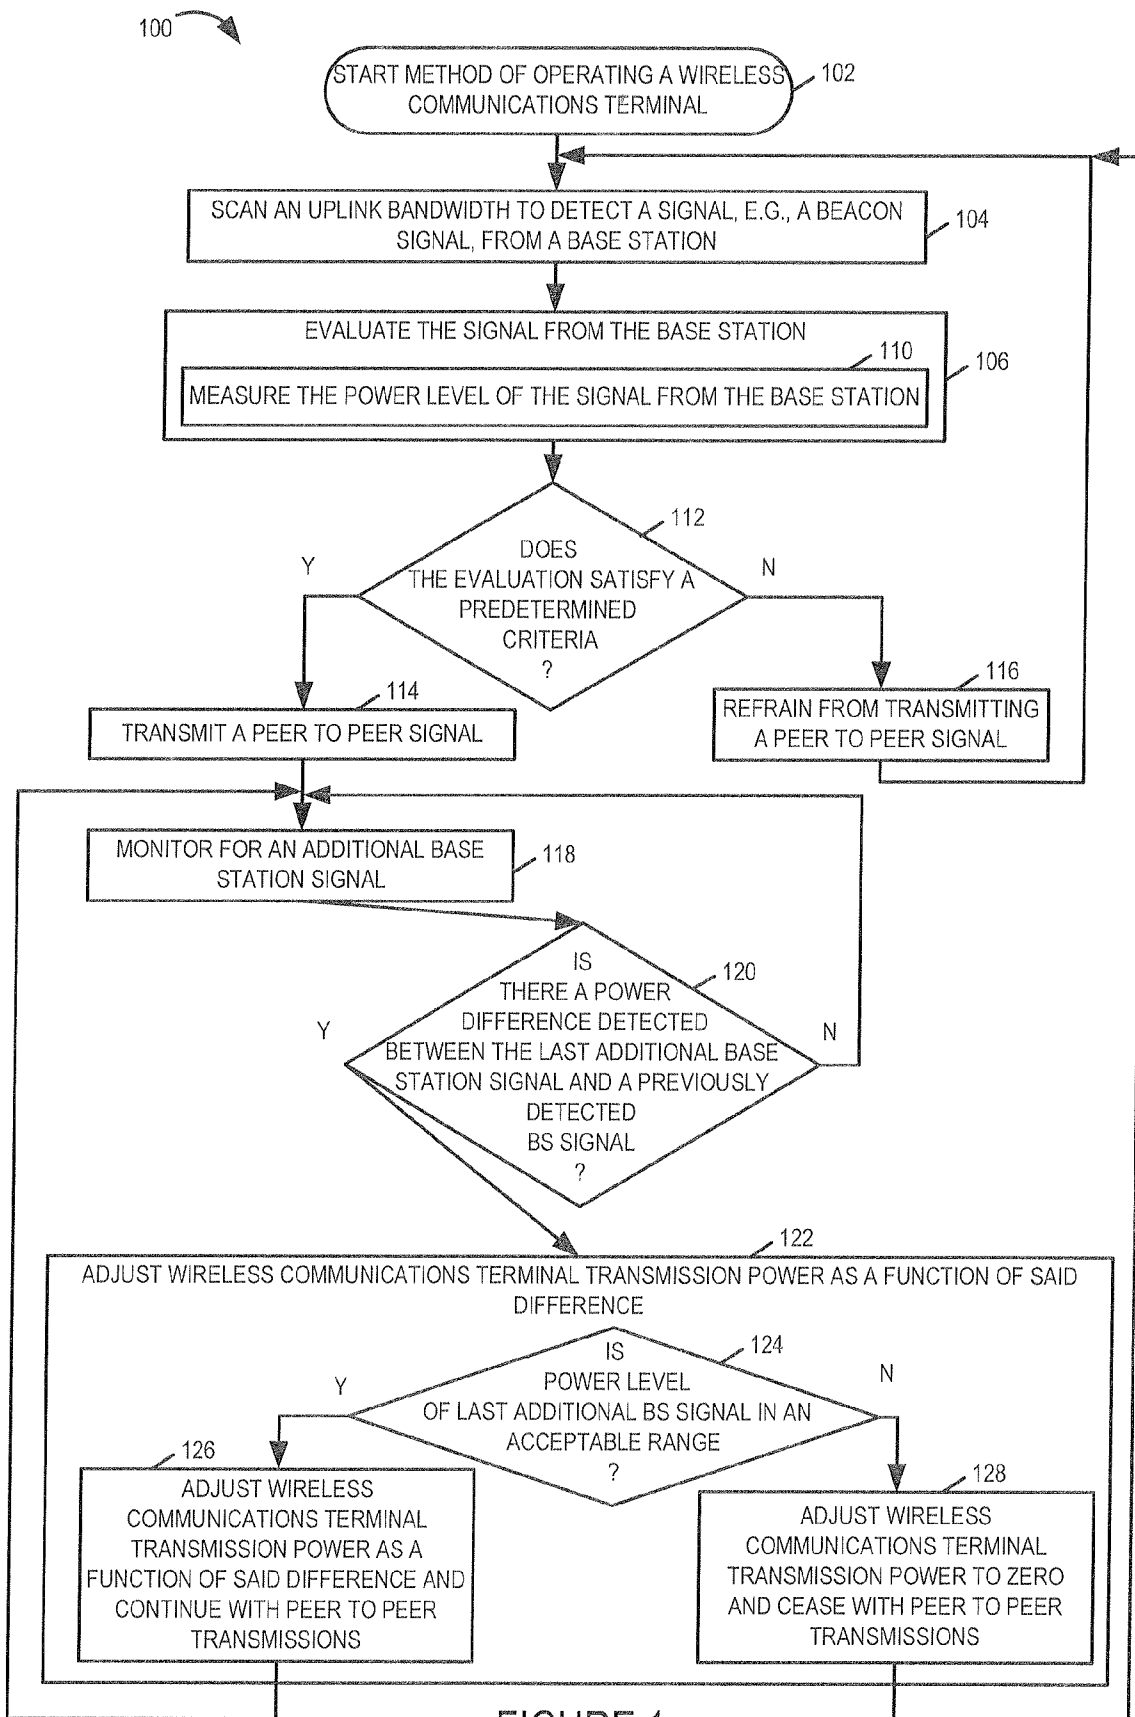 100
START METHOD OF OPERATING A WIRELESS
COMMUNICATIONS TERMINAL
102
SCAN AN UPLINK BANDWIDTH TO DETECT A SIGNAL, E.G., A BEACON
SIGNAL, FROM A BASE STATION
104
EVALUATE THE SIGNAL FROM THE BASE STATION
110
106
MEASURE THE POWER LEVEL OF THE SIGNAL FROM THE BASE STATION
112
DOES
THE EVALUATION SATISFY A
PREDETERMINED
CRITERIA
?
Y
N
114
TRANSMIT A PEER TO PEER SIGNAL
116
REFRAIN FROM TRANSMITTING
A PEER TO PEER SIGNAL
MONITOR FOR AN ADDITIONAL BASE
STATION SIGNAL
118
IS
THERE A POWER
DIFFERENCE DETECTED
BETWEEN THE LAST ADDITIONAL BASE
STATION SIGNAL AND A PREVIOUSLY
DETECTED
BS SIGNAL
?
120
Y
N
122
ADJUST WIRELESS COMMUNICATIONS TERMINAL TRANSMISSION POWER AS A FUNCTION OF SAID
DIFFERENCE
IS
POWER LEVEL
OF LAST ADDITIONAL BS SIGNAL IN AN
ACCEPTABLE RANGE
?
124
Y
N
126
ADJUST WIRELESS
COMMUNICATIONS TERMINAL
TRANSMISSION POWER AS A
FUNCTION OF SAID DIFFERENCE AND
CONTINUE WITH PEER TO PEER
TRANSMISSIONS
128
ADJUST WIRELESS
COMMUNICATIONS TERMINAL
TRANSMISSION POWER TO ZERO
AND CEASE WITH PEER TO PEER
TRANSMISSIONS
FIGURE 1